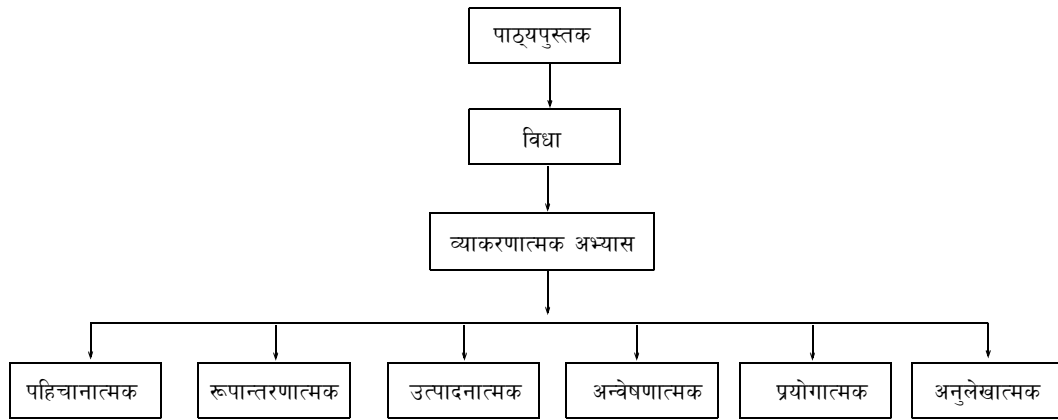 पाठ्यपुस्तक
विधा
व्याकरणात्मक अभ्यास
पहिचानात्मक
रूपान्तरणात्मक
उत्पादनात्मक
अन्वेषणात्मक
प्रयोगात्मक
अनुलेखात्मक